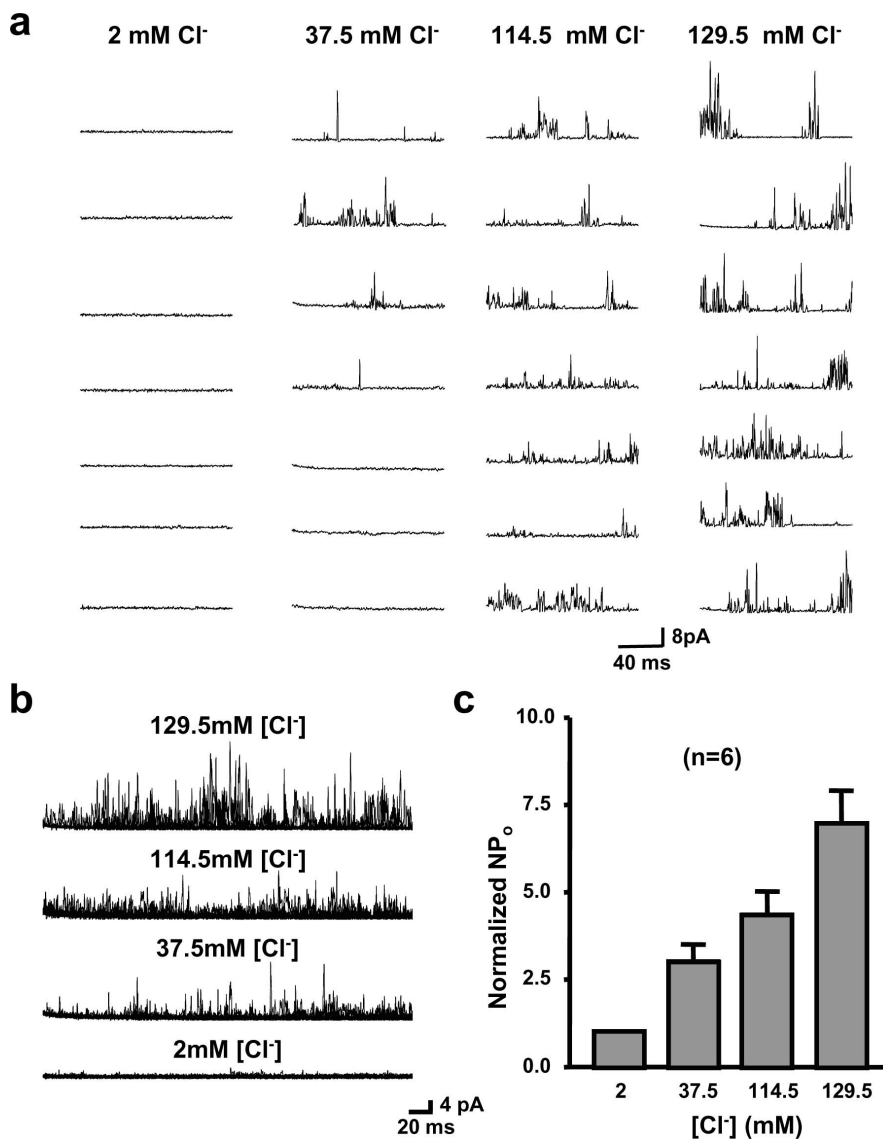 a
2 mM Cl⁻ 37.5 mM Cl⁻ 114.5 mM Cl⁻ 129.5 mM Cl⁻
8pA
40 ms
b
129.5mM [Cl⁻]
114.5mM [Cl⁻]
37.5mM [Cl⁻]
2mM [Cl⁻]
4 pA
20 ms
c
10.0
(n=6)
7.5
5.0
2.5
0.0
Normalized NPₒ
2 37.5 114.5 129.5
[Cl⁻] (mM)